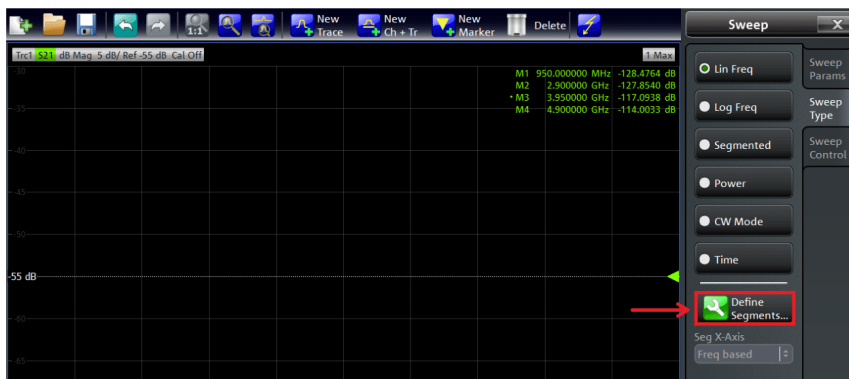 1:1
New
Trace
New
Ch + Tr
New
Marker
Delete
Sweep
X
Trc1 S21 dB Mag 5 dB/ Ref -55 dB Cal Off
1 Max
M1 950.000000 MHz -128.4764 dB
M2 2.900000 GHz -127.8540 dB
• M3 3.950000 GHz -117.0938 dB
M4 4.900000 GHz -114.0033 dB
-30
-35
-40
-45
-50
-55 dB
-60
-65
Lin Freq
Log Freq
Segmented
Power
CW Mode
Time
Define
Segments...
Seg X-Axis
Freq based
Sweep
Params
Sweep
Type
Sweep
Control